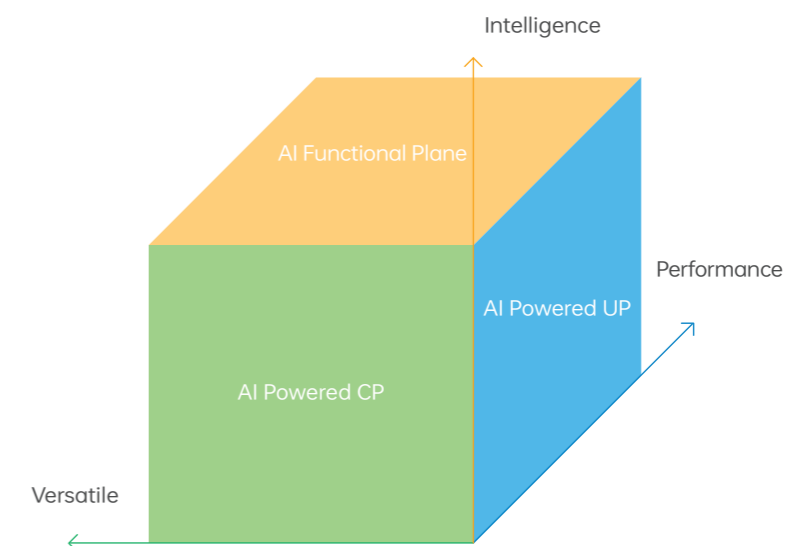 Intelligence
AI Functional Plane
Performance
AI Powered UP
AI Powered CP
Versatile